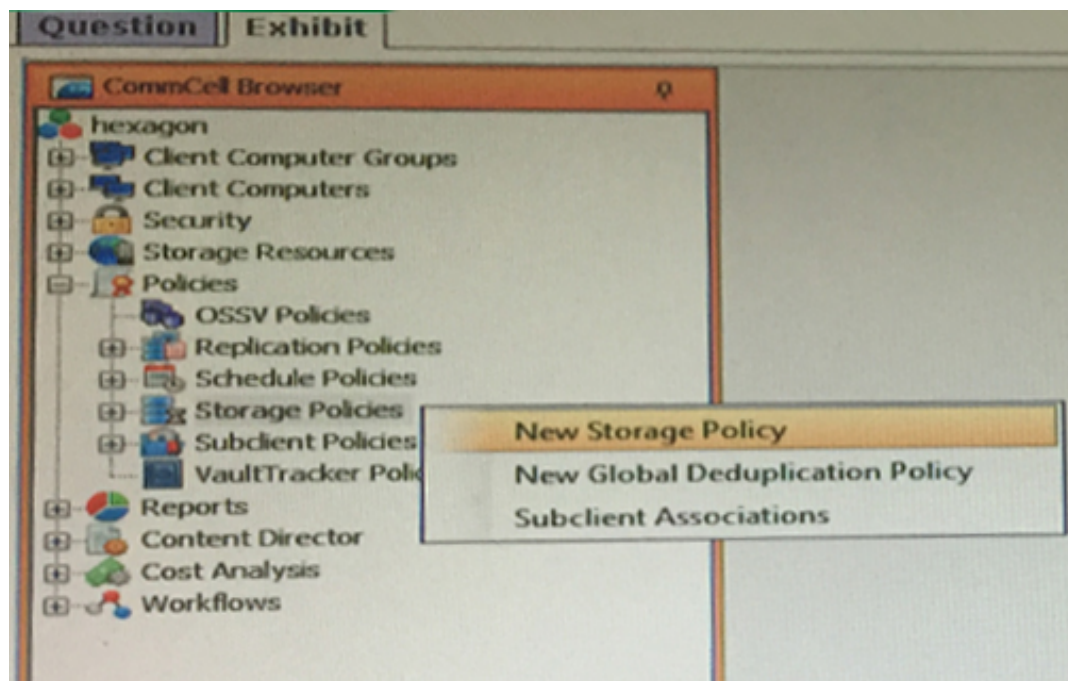 Question Exhibit
CommCell Browser
hexagon
Client Computer Groups
Client Computers
Security
Storage Resources
Policies
OSSV Policies
Replication Policies
Schedule Policies
Storage Policies
Subclient Policies
VaultTracker Polic
New Storage Policy
New Global Deduplication Policy
Subclient Associations
Reports
Content Director
Cost Analysis
Workflows